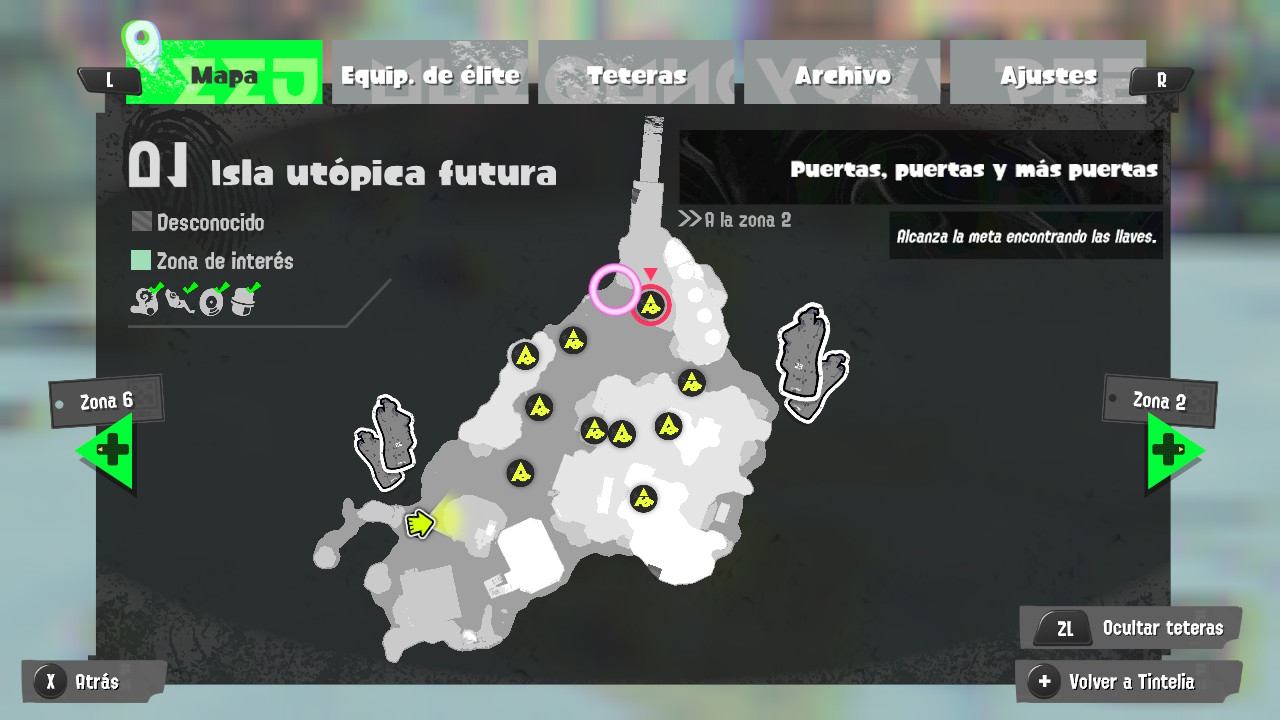 L
Mapa
Equip. de élite
Teteras
Archivo
Ajustes
R
01 Isla utópica futura
Desconocido
Zona de interés
Puertas, puertas y más puertas
A la zona 2
Alcanza la meta encontrando las llaves.
Zona 6
Zona 2
ZL Ocultar teteras
X Atrás
+ Volver a Tintelia